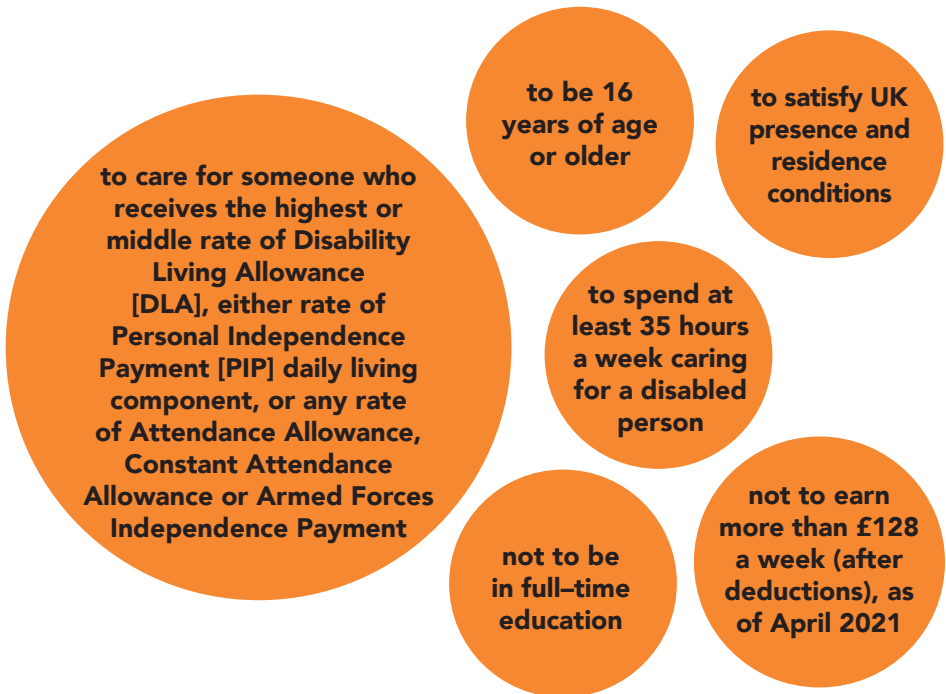 to care for someone who
receives the highest or
middle rate of Disability
Living Allowance
[DLA], either rate of
Personal Independence
Payment [PIP] daily living
component, or any rate
of Attendance Allowance,
Constant Attendance
Allowance or Armed Forces
Independence Payment
to be 16
years of age
or older
to satisfy UK
presence and
residence
conditions
to spend at
least 35 hours
a week caring
for a disabled
person
not to be
in full–time
education
not to earn
more than £128
a week (after
deductions), as
of April 2021